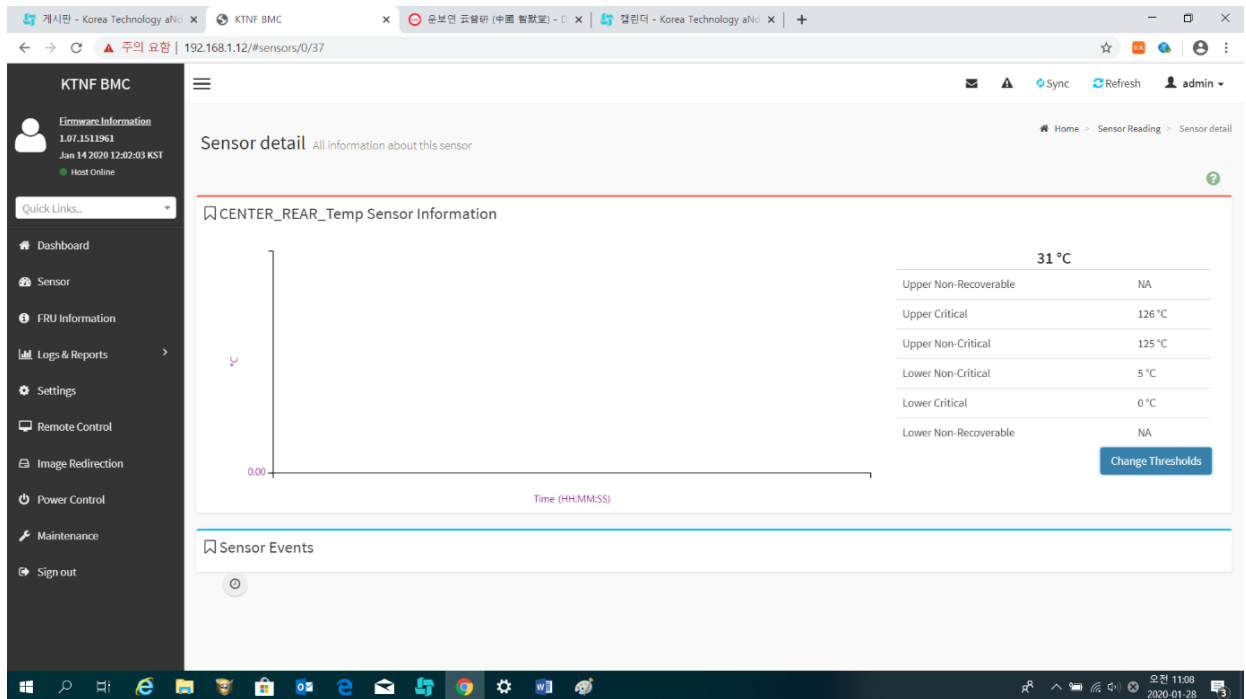 게시판 - Korea Technology aNd
KTNF BMC
운보연 云普研 (中國 智默堂) - D
캘린더 - Korea Technology aNd
주의 요함 | 192.168.1.12/#sensors/0/37
KTNF BMC
Sync
Refresh
admin
Firmware Information
1.07.1511961
Jan 14 2020 12:02:03 KST
Host Online
Sensor detail All information about this sensor
Home > Sensor Reading > Sensor detail
Quick Links..
Dashboard
Sensor
FRU Information
Logs & Reports
Settings
Remote Control
Image Redirection
Power Control
Maintenance
Sign out
CENTER_REAR_Temp Sensor Information
°C
0.00
Time (HH:MM:SS)
31 °C
Upper Non-Recoverable NA
Upper Critical 126 °C
Upper Non-Critical 125 °C
Lower Non-Critical 5 °C
Lower Critical 0 °C
Lower Non-Recoverable NA
Change Thresholds
Sensor Events
오전 11:08
2020-01-28